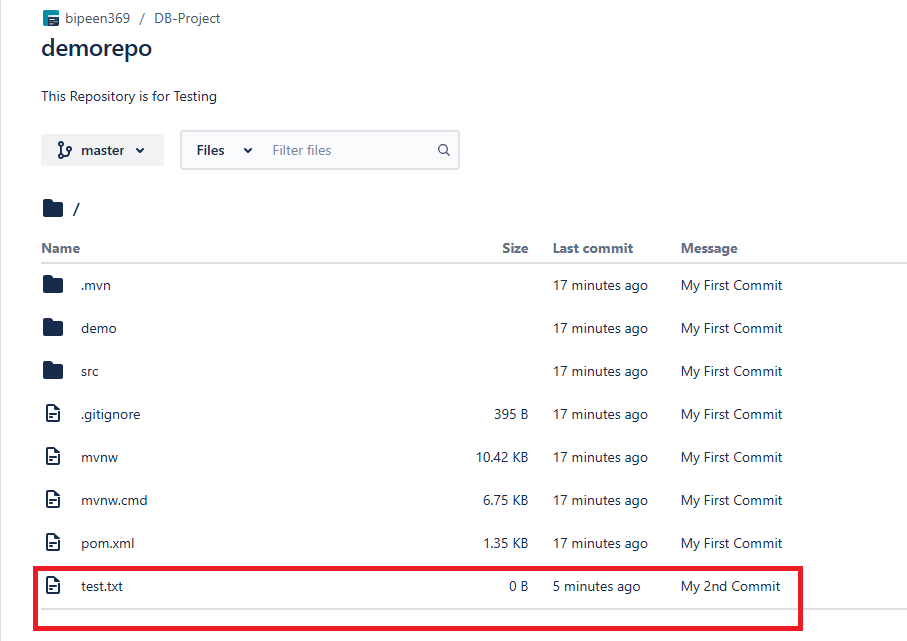 bipeen369 / DB-Project
demorepo
This Repository is for Testing
master Files Filter files
/
Name Size Last commit Message
.mvn 17 minutes ago My First Commit
demo 17 minutes ago My First Commit
src 17 minutes ago My First Commit
.gitignore 395 B 17 minutes ago My First Commit
mvnw 10.42 KB 17 minutes ago My First Commit
mvnw.cmd 6.75 KB 17 minutes ago My First Commit
pom.xml 1.35 KB 17 minutes ago My First Commit
test.txt 0 B 5 minutes ago My 2nd Commit